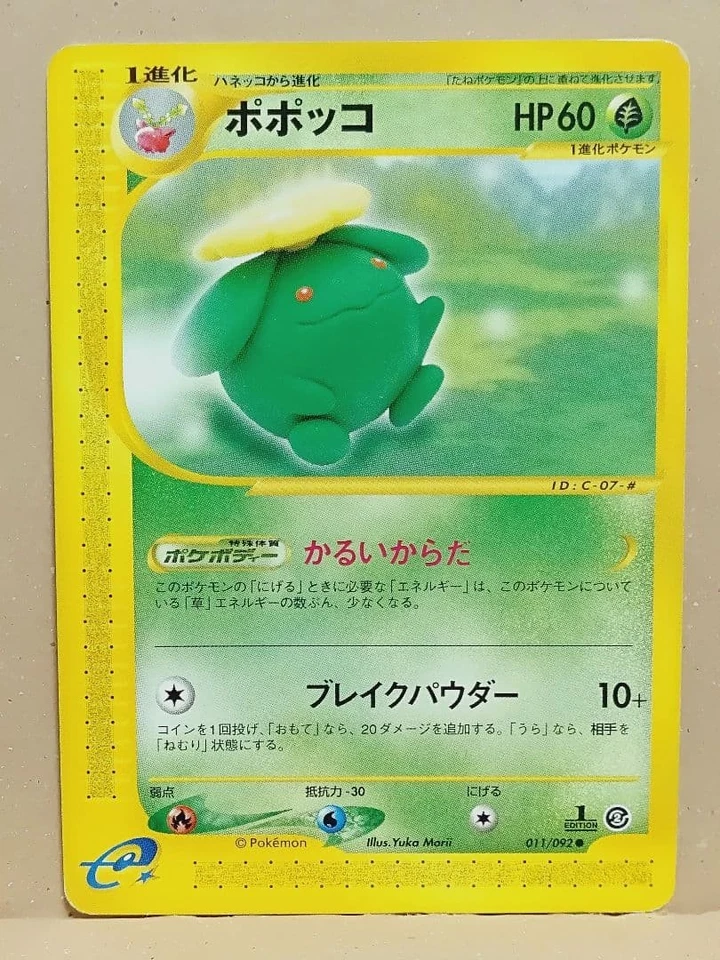 1進化 ハネッコから進化 「たねポケモン」の上に重ねて進化させます
ポポッコ HP60
1進化ポケモン
ID:C-07-#
特殊体質
ポケボディー かるいからだ
このポケモンの「にげる」ときに必要な「エネルギー」は、このポケモンについて
いる「草」エネルギーの数ぶん、少なくなる。
ブレイクパウダー 10+
コインを1回投げ、「おもて」なら、20ダメージを追加する。「うら」なら、相手を
「ねむり」状態にする。
弱点 抵抗力-30 にげる
1
EDITION
© Pokémon Illus.Yuka Morii 011/092●
e